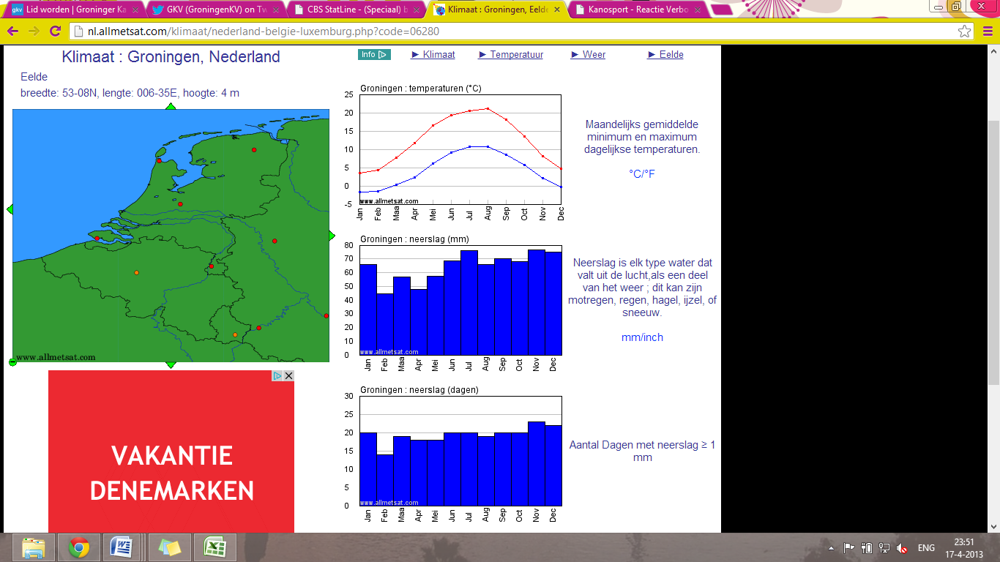 Lid worden | Groninger Ka
GKV (GroningenKV) on Tw
CBS StatLine - (Speciaal) b
Klimaat : Groningen, Eelde
Kanosport - Reactie Verbo
nl.allmetsat.com/klimaat/nederland-belgie-luxemburg.php?code=06280
Klimaat : Groningen, Nederland
Info
► Klimaat
► Temperatuur
► Weer
► Eelde
Eelde
breedte: 53-08N, lengte: 006-35E, hoogte: 4 m
www.allmetsat.com
VAKANTIE
DENEMARKEN
Groningen : temperaturen (°C)
25
20
15
10
5
0
-5
www.allmetsat.com
Jan Feb Maa Apr Mei Jun Jul Aug Sep Oct Nov Dec
Maandelijks gemiddelde
minimum en maximum
dagelijkse temperaturen.
°C/°F
Groningen : neerslag (mm)
80
70
60
50
40
30
20
10
0
www.allmetsat.com
Jan Feb Maa Apr Mei Jun Jul Aug Sep Oct Nov Dec
Neerslag is elk type water dat
valt uit de lucht,als een deel
van het weer ; dit kan zijn
motregen, regen, hagel, ijzel, of
sneeuw.
mm/inch
Groningen : neerslag (dagen)
30
25
20
15
10
5
0
www.allmetsat.com
Jan Feb Maa Apr Mei Jun Jul Aug Sep Oct Nov Dec
Aantal Dagen met neerslag ≥ 1
mm
ENG
23:51
17-4-2013